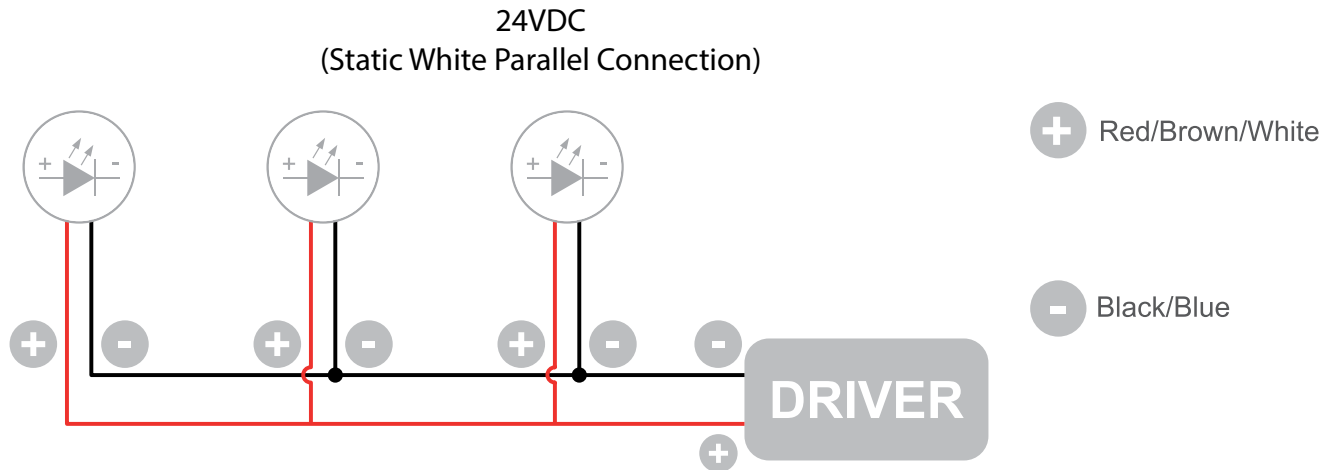 24VDC
(Static White Parallel Connection)
+ -
+ -
+ -
+ Red/Brown/White
+ -
+ -
+ -
-
- Black/Blue
DRIVER
+